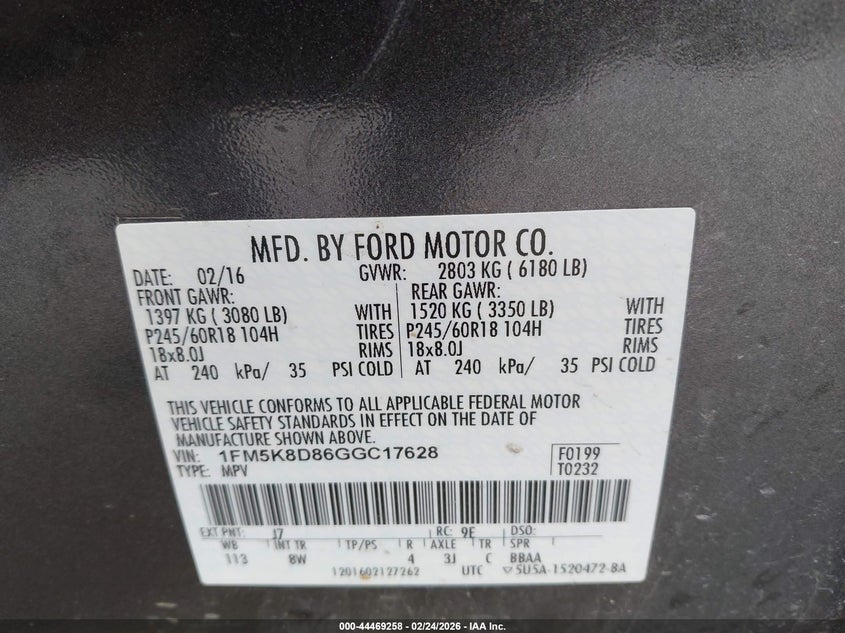 MFD. BY FORD MOTOR CO.
DATE: 02/16 GVWR: 2803 KG ( 6180 LB)
FRONT GAWR: REAR GAWR:
1397 KG ( 3080 LB) WITH 1520 KG ( 3350 LB) WITH
P245/60R18 104H TIRES P245/60R18 104H TIRES
18x8.0J RIMS 18x8.0J RIMS
AT 240 kPa/ 35 PSI COLD AT 240 kPa/ 35 PSI COLD
THIS VEHICLE CONFORMS TO ALL APPLICABLE FEDERAL MOTOR
VEHICLE SAFETY STANDARDS IN EFFECT ON THE DATE OF
MANUFACTURE SHOWN ABOVE.
VIN: 1FM5K8D86GGC17628 F0199
TYPE: MPV T0232
EXT PNT: J7 RC: 9E DSO:
WB INT TR TP/PS R AXLE TR SPR
113 8W 4 3J C BBAA
1201602127262 UTC ▽5U5A-1520472-BA
000-44469258 - 02/24/2026 - IAA Inc.